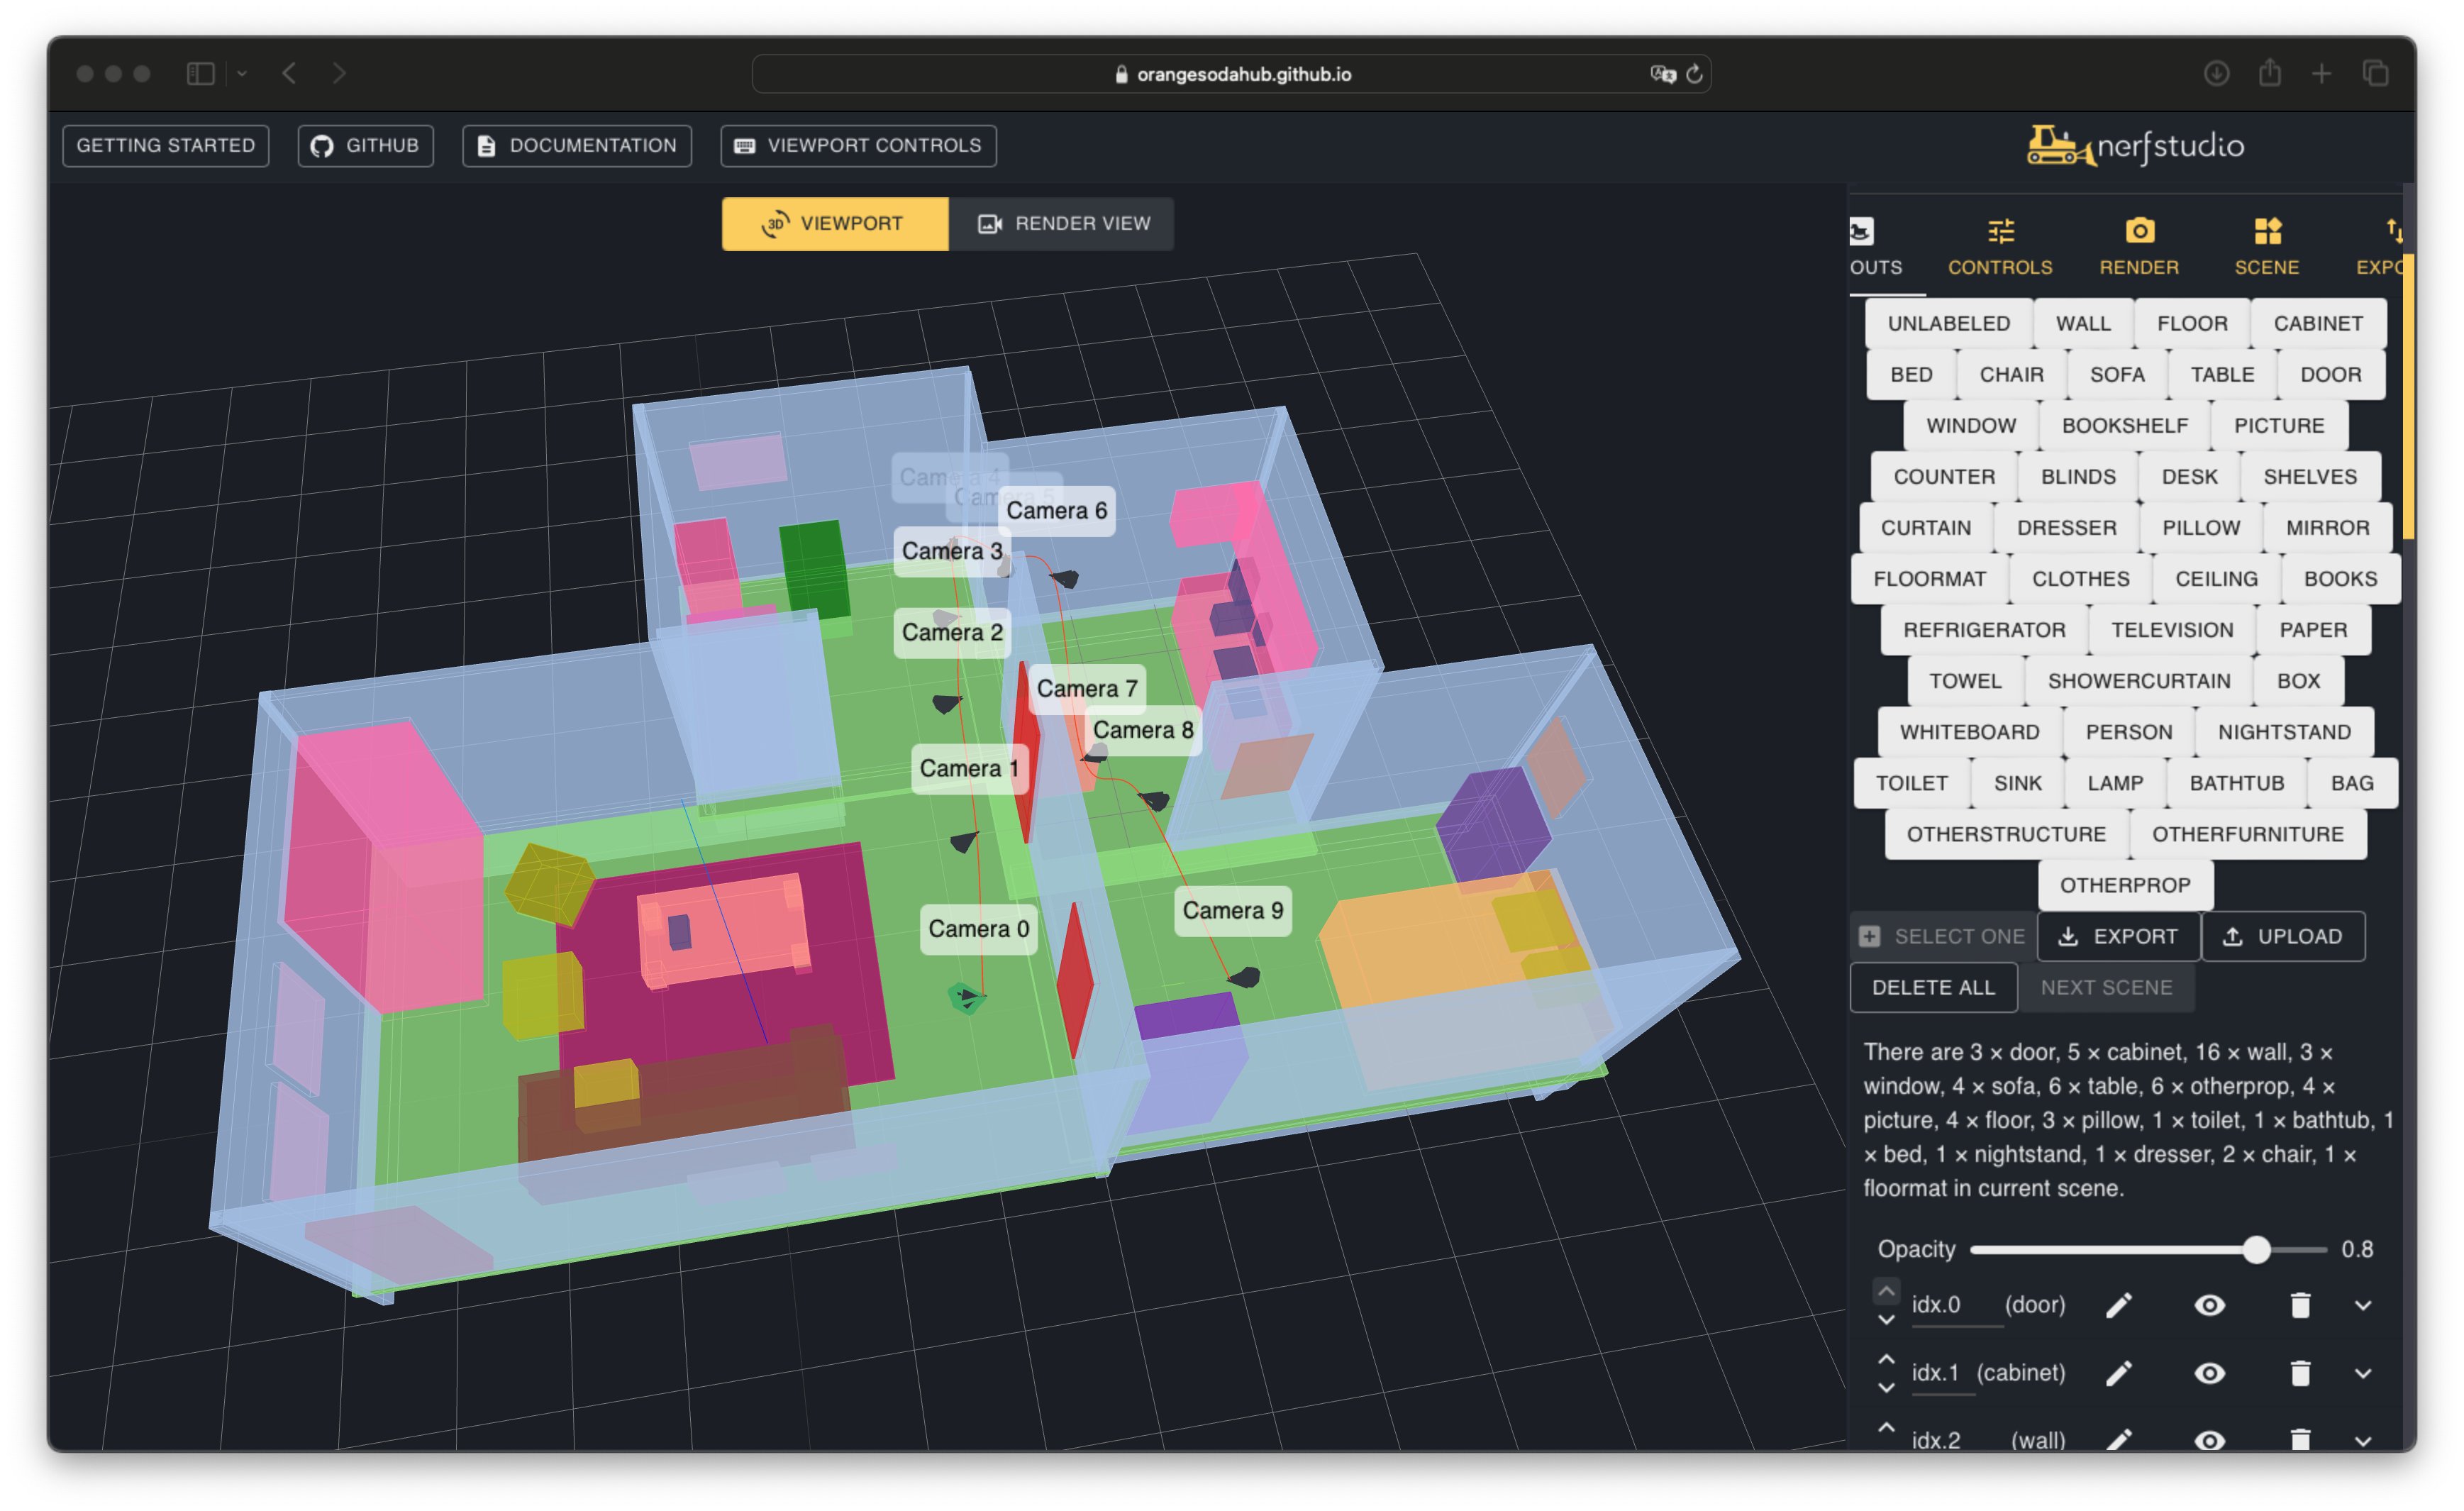 orangesodahub.github.io
GETTING STARTED
GITHUB
DOCUMENTATION
VIEWPORT CONTROLS
nerfstudio
3D VIEWPORT
RENDER VIEW
OUTS
CONTROLS
RENDER
SCENE
EXPO
UNLABELED WALL FLOOR CABINET
BED CHAIR SOFA TABLE DOOR
WINDOW BOOKSHELF PICTURE
COUNTER BLINDS DESK SHELVES
CURTAIN DRESSER PILLOW MIRROR
FLOORMAT CLOTHES CEILING BOOKS
REFRIGERATOR TELEVISION PAPER
TOWEL SHOWERCURTAIN BOX
WHITEBOARD PERSON NIGHTSTAND
TOILET SINK LAMP BATHTUB BAG
OTHERSTRUCTURE OTHERFURNITURE
OTHERPROP
SELECT ONE EXPORT UPLOAD
DELETE ALL NEXT SCENE
There are 3 × door, 5 × cabinet, 16 × wall, 3 ×
window, 4 × sofa, 6 × table, 6 × otherprop, 4 ×
picture, 4 × floor, 3 × pillow, 1 × toilet, 1 × bathtub, 1
× bed, 1 × nightstand, 1 × dresser, 2 × chair, 1 ×
floormat in current scene.
Opacity 0.8
idx.0 (door)
idx.1 (cabinet)
idx.2 (wall)
Camera 4
Camera 5
Camera 6
Camera 3
Camera 2
Camera 7
Camera 8
Camera 1
Camera 9
Camera 0